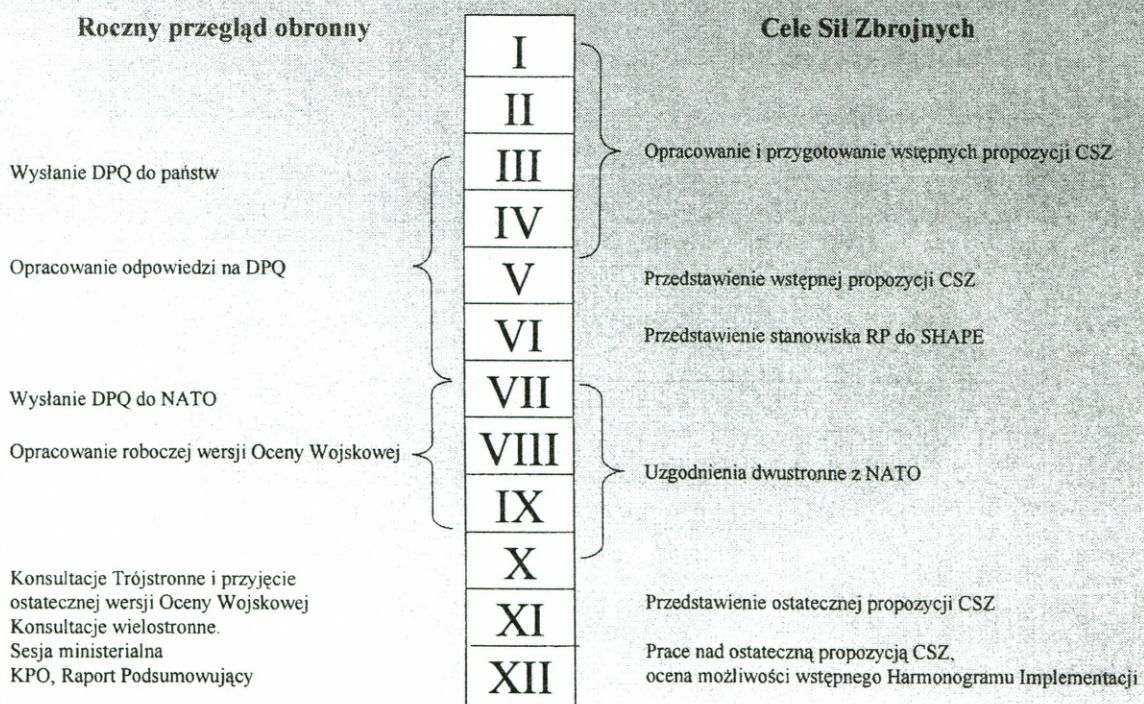 Roczny przegląd obronny
Cele Sił Zbrojnych
I
II
III
IV
V
VI
VII
VIII
IX
X
XI
XII
Wysłanie DPQ do państw
Opracowanie odpowiedzi na DPQ
Wysłanie DPQ do NATO
Opracowanie roboczej wersji Oceny Wojskowej
Konsultacje Trójstronne i przyjęcie
ostatecznej wersji Oceny Wojskowej
Konsultacje wielostronne.
Sesja ministerialna
KPO, Raport Podsumowujący
Opracowanie i przygotowanie wstępnych propozycji CSZ
Przedstawienie wstępnej propozycji CSZ
Przedstawienie stanowiska RP do SHAPE
Uzgodnienia dwustronne z NATO
Przedstawienie ostatecznej propozycji CSZ
Prace nad ostateczną propozycją CSZ,
ocena możliwości wstępnego Harmonogramu Implementacji